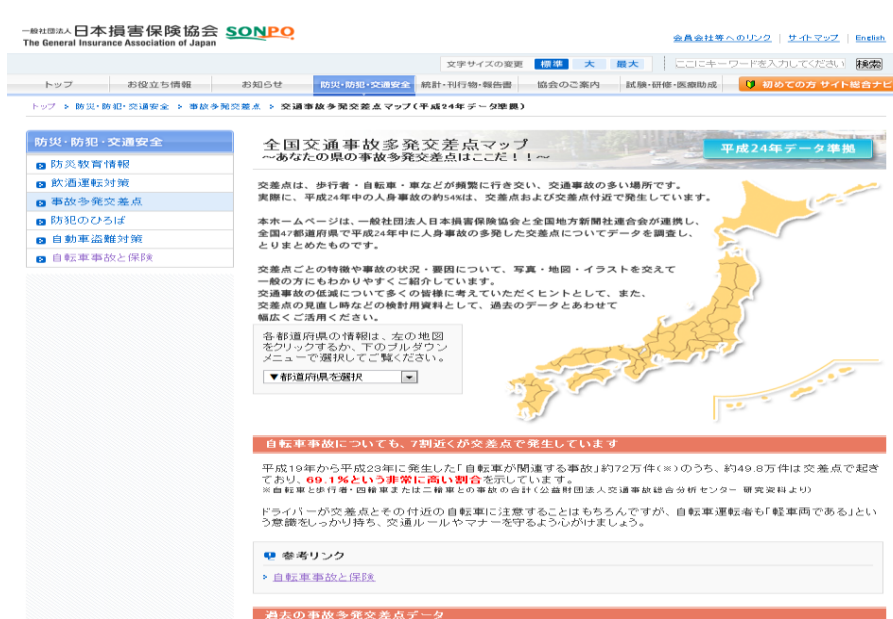 一般社団法人 日本損害保険協会 SONPO
The General Insurance Association of Japan
会員会社等へのリンク | サイトマップ | English
文字サイズの変更 標準 大 最大 ここにキーワードを入力してください 検索
トップ お役立ち情報 お知らせ 防災・防犯・交通安全 統計・刊行物・報告書 協会のご案内 試験・研修・医療助成 初めての方 サイト総合ナビ
トップ > 防災・防犯・交通安全 > 事故多発交差点 > 交通事故多発交差点マップ(平成24年データ準拠)
防災・防犯・交通安全
防災教育情報
飲酒運転対策
事故多発交差点
防犯のひろば
自動車盗難対策
自転車事故と保険
全国交通事故多発交差点マップ
～あなたの県の事故多発交差点はここだ！！～
平成24年データ準拠
交差点は、歩行者・自転車・車などが頻繁に行き交い、交通事故の多い場所です。
実際に、平成24年中の人身事故の約54%は、交差点および交差点付近で発生しています。
本ホームページは、一般社団法人日本損害保険協会と全国地方新聞社連合会が連携し、
全国47都道府県で平成24年中に人身事故の多発した交差点についてデータを調査し、
とりまとめたものです。
交差点ごとの特徴や事故の状況・要因について、写真・地図・イラストを交えて
一般の方にもわかりやすくご紹介しています。
交通事故の低減について多くの皆様に考えていただくヒントとして、また、
交差点の見直し時などの検討用資料として、過去のデータとあわせて
幅広くご活用ください。
各都道府県の情報は、左の地図
をクリックするか、下のプルダウン
メニューで選択してご覧ください。
▼都道府県を選択
自転車事故についても、7割近くが交差点で発生しています
平成19年から平成23年に発生した「自転車が関連する事故」約72万件(※)のうち、約49.8万件は交差点で起き
ており、69.1%という非常に高い割合を示しています。
※自転車と歩行者・四輪車または二輪車との事故の合計(公益財団法人交通事故総合分析センター 研究資料より)
ドライバーが交差点とその付近の自転車に注意することはもちろんですが、自転車運転者も「軽車両である」とい
う意識をしっかり持ち、交通ルールやマナーを守るよう心がけましょう。
参考リンク
自転車事故と保険
過去の事故多発交差点データ